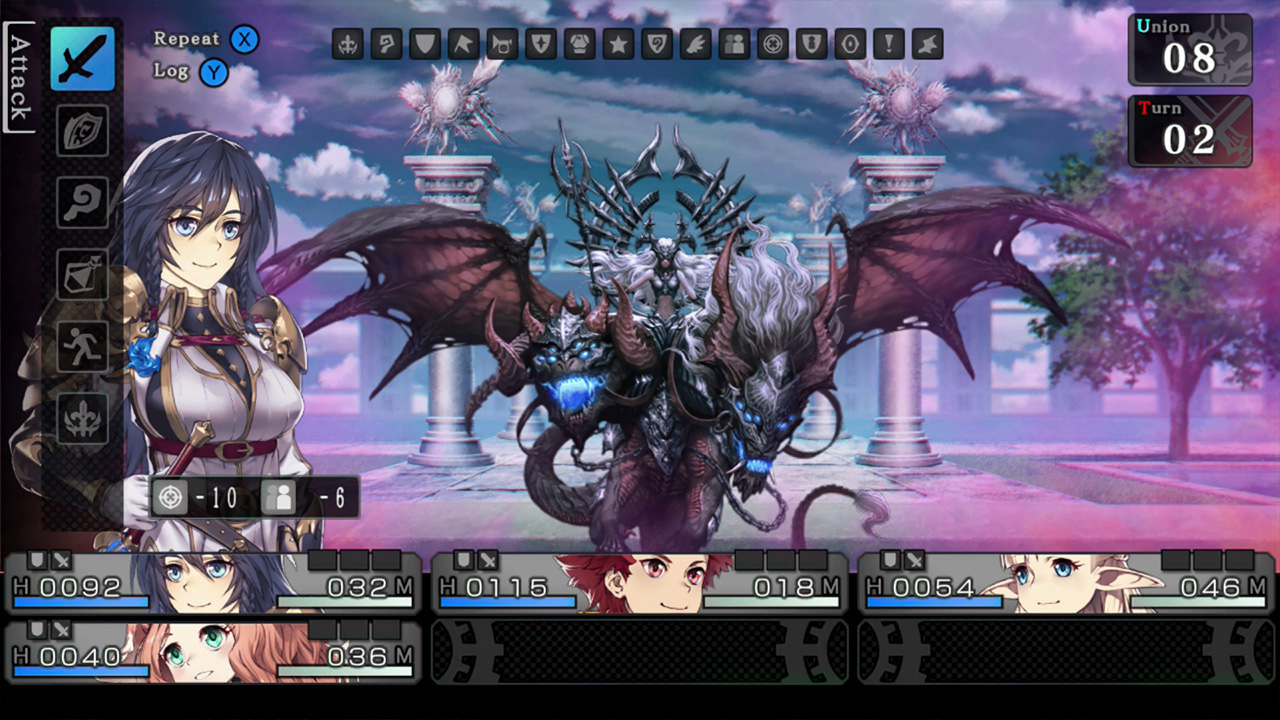 Attack
Repeat X
Log Y
Union
08
Turn
02
-10 -6
H 0092 032 M
H 0115 018 M
H 0054 046 M
H 0040 036 M